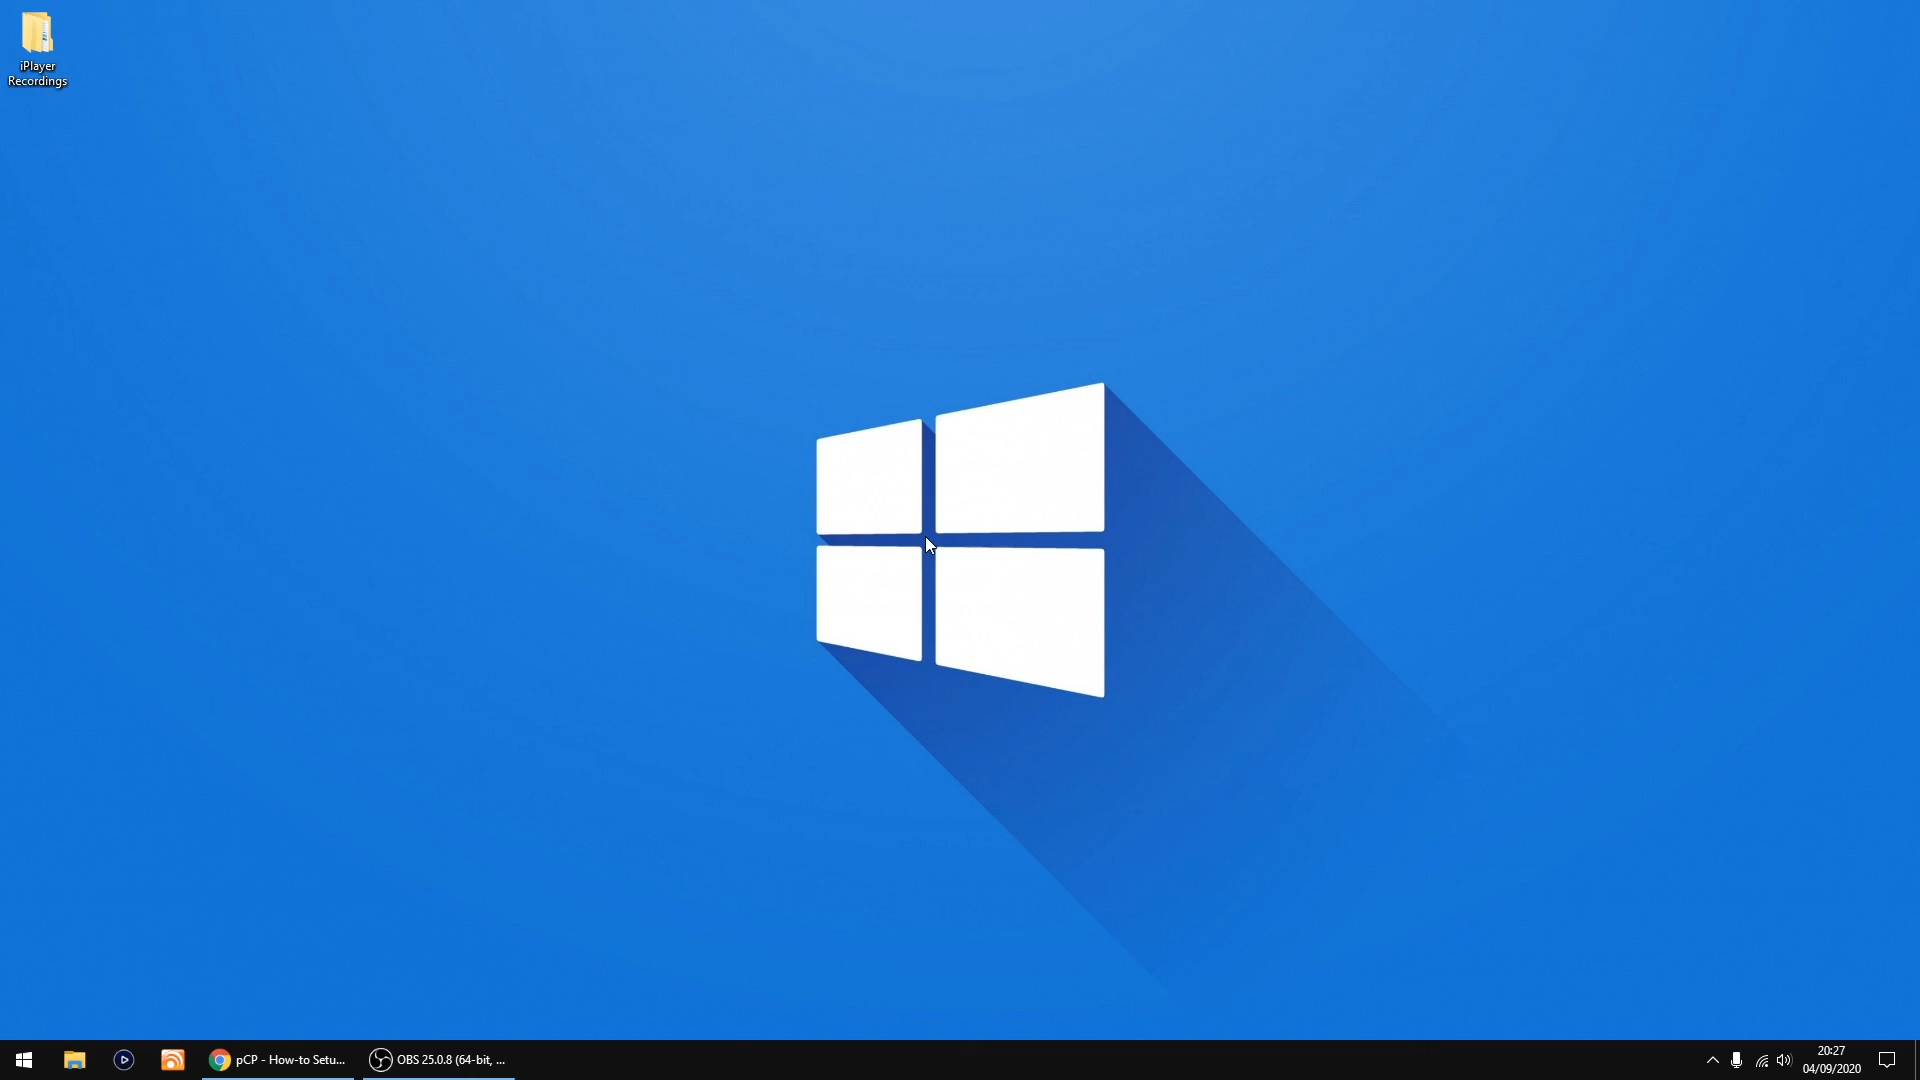 iPlayer
Recordings
pCP - How-to Setu...
OBS 25.0.8 (64-bit, ...
20:27
04/09/2020